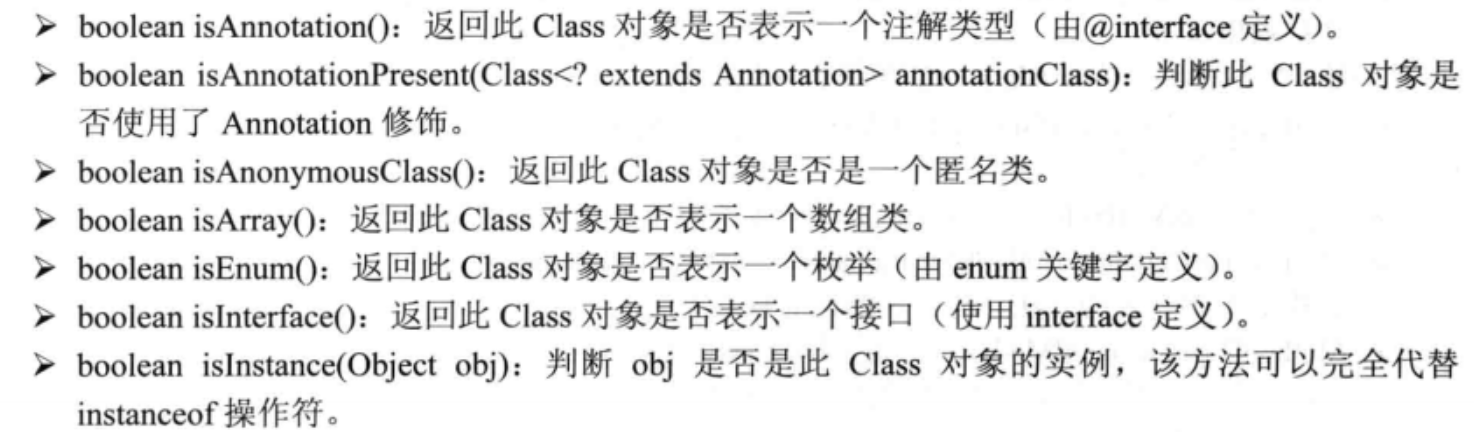 ➢ boolean isAnnotation()：返回此 Class 对象是否表示一个注解类型（由@interface 定义）。
➢ boolean isAnnotationPresent(Class<? extends Annotation> annotationClass)：判断此 Class 对象是
否使用了 Annotation 修饰。
➢ boolean isAnonymousClass()：返回此 Class 对象是否是一个匿名类。
➢ boolean isArray()：返回此 Class 对象是否表示一个数组类。
➢ boolean isEnum()：返回此 Class 对象是否表示一个枚举（由 enum 关键字定义）。
➢ boolean isInterface()：返回此 Class 对象是否表示一个接口（使用 interface 定义）。
➢ boolean isInstance(Object obj)：判断 obj 是否是此 Class 对象的实例，该方法可以完全代替
instanceof 操作符。